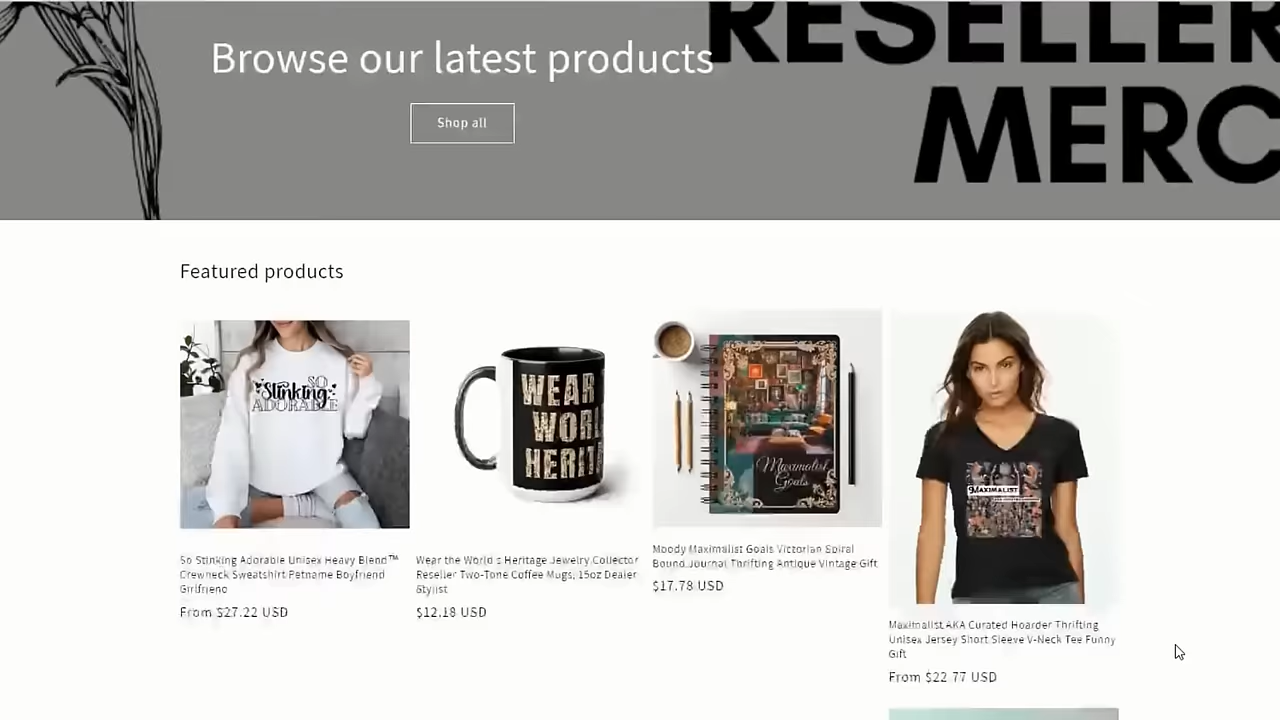 RESELLER
MERC
Browse our latest products
Shop all
Featured products
SO
Stinking
ADORABLE
WEAR
WORL
HERIT
Maximalist
Goals
MAXIMALIST
So Stinking Adorable Unisex Heavy Blend™
Crewneck Sweatshirt Petname Boyfriend
Girlfriend
From $27.22 USD
Wear the World s Heritage Jewelry Collector
Reseller Two-Tone Coffee Mugs, 15oz Dealer
Stylist
$12.18 USD
Moody Maximalist Goals Victorian Spiral
Bound Journal Thrifting Antique Vintage Gift
$17.78 USD
Maximalist AKA Curated Hoarder Thrifting
Unisex Jersey Short Sleeve V-Neck Tee Funny
Gift
From $22.77 USD